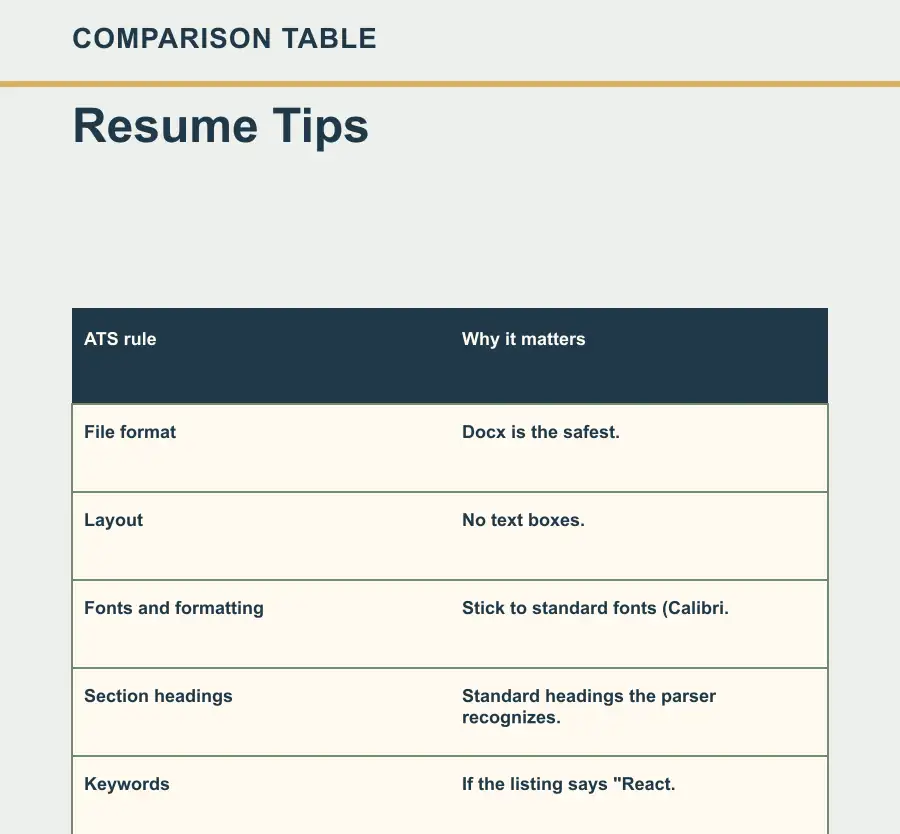 COMPARISON TABLE
Resume Tips
ATS rule
Why it matters
File format
Docx is the safest.
Layout
No text boxes.
Fonts and formatting
Stick to standard fonts (Calibri.
Section headings
Standard headings the parser
recognizes.
Keywords
If the listing says "React.